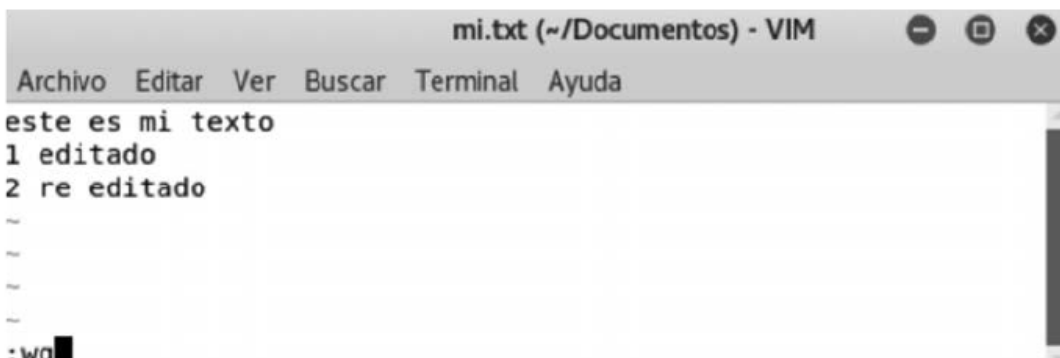 mi.txt (~/Documentos) - VIM
Archivo Editar Ver Buscar Terminal Ayuda
este es mi texto
1 editado
2 re editado
~
~
~
~
:wq